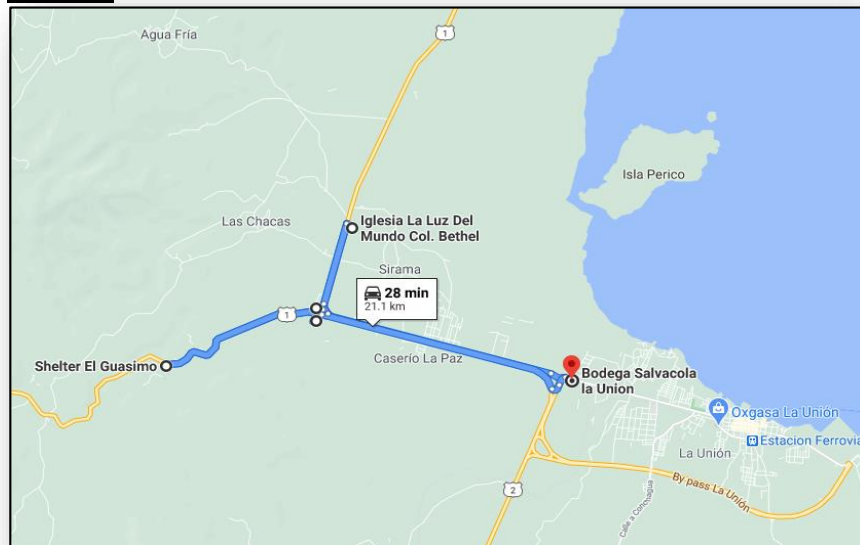 Agua Fría
1
Isla Perico
Las Chacas
Iglesia La Luz Del
Mundo Col. Bethel
Sirama
28 min
21.1 km
1
Caserío La Paz
Shelter El Guasimo
Bodega Salvacola
la Union
Oxgasa La Unión
Estacion Ferrovia
La Unión
By pass La Unión
2
Calle a Conchagua